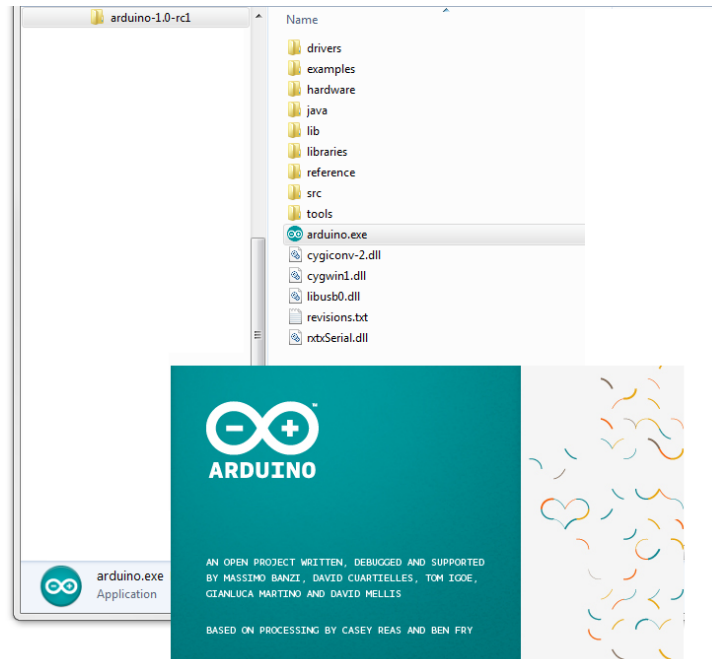 arduino-1.0-rc1
Name
drivers
examples
hardware
java
lib
libraries
reference
src
tools
arduino.exe
cygiconv-2.dll
cygwin1.dll
libusb0.dll
revisions.txt
rxtxSerial.dll
™
ARDUINO
AN OPEN PROJECT WRITTEN, DEBUGGED AND SUPPORTED
BY MASSIMO BANZI, DAVID CUARTIELLES, TOM IGOE,
GIANLUCA MARTINO AND DAVID MELLIS
BASED ON PROCESSING BY CASEY REAS AND BEN FRY
arduino.exe
Application